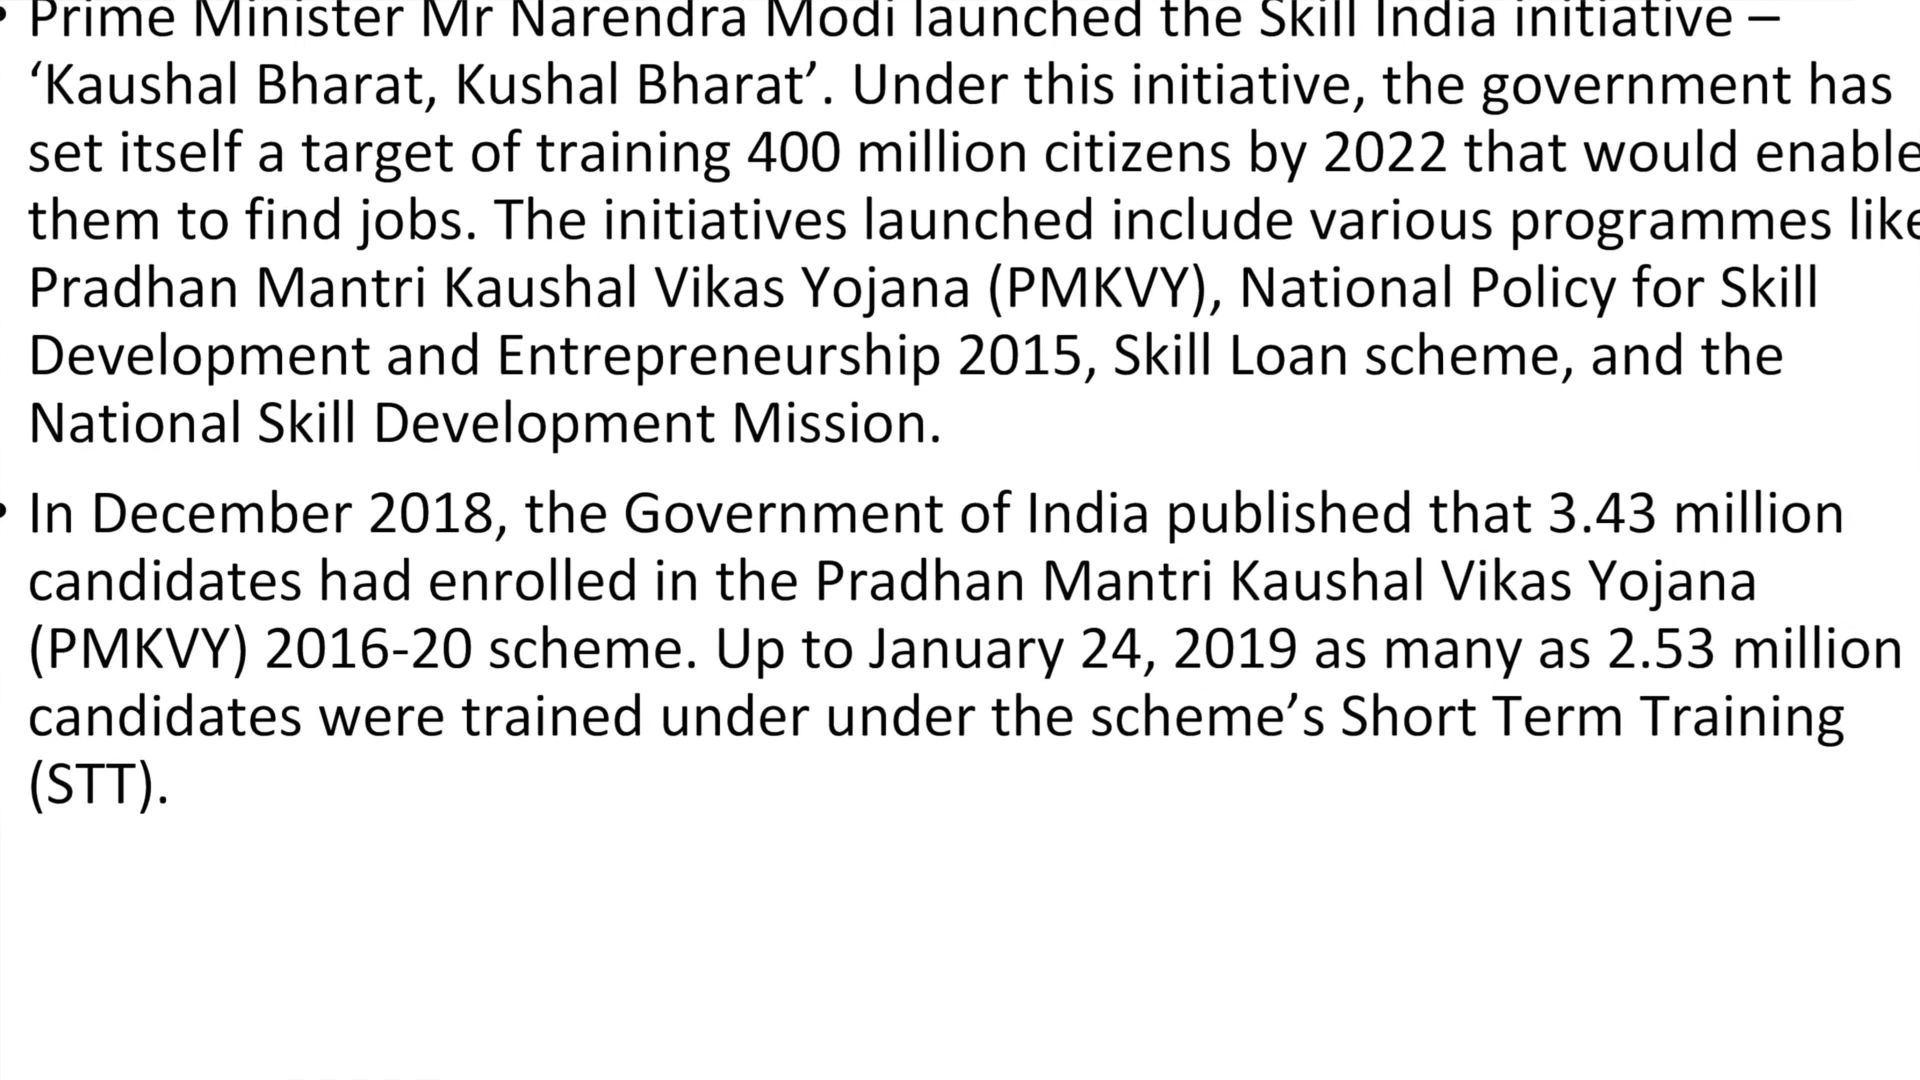 • Prime Minister Mr Narendra Modi launched the Skill India initiative –
‘Kaushal Bharat, Kushal Bharat’. Under this initiative, the government has
set itself a target of training 400 million citizens by 2022 that would enable
them to find jobs. The initiatives launched include various programmes like
Pradhan Mantri Kaushal Vikas Yojana (PMKVY), National Policy for Skill
Development and Entrepreneurship 2015, Skill Loan scheme, and the
National Skill Development Mission.
• In December 2018, the Government of India published that 3.43 million
candidates had enrolled in the Pradhan Mantri Kaushal Vikas Yojana
(PMKVY) 2016-20 scheme. Up to January 24, 2019 as many as 2.53 million
candidates were trained under under the scheme’s Short Term Training
(STT).